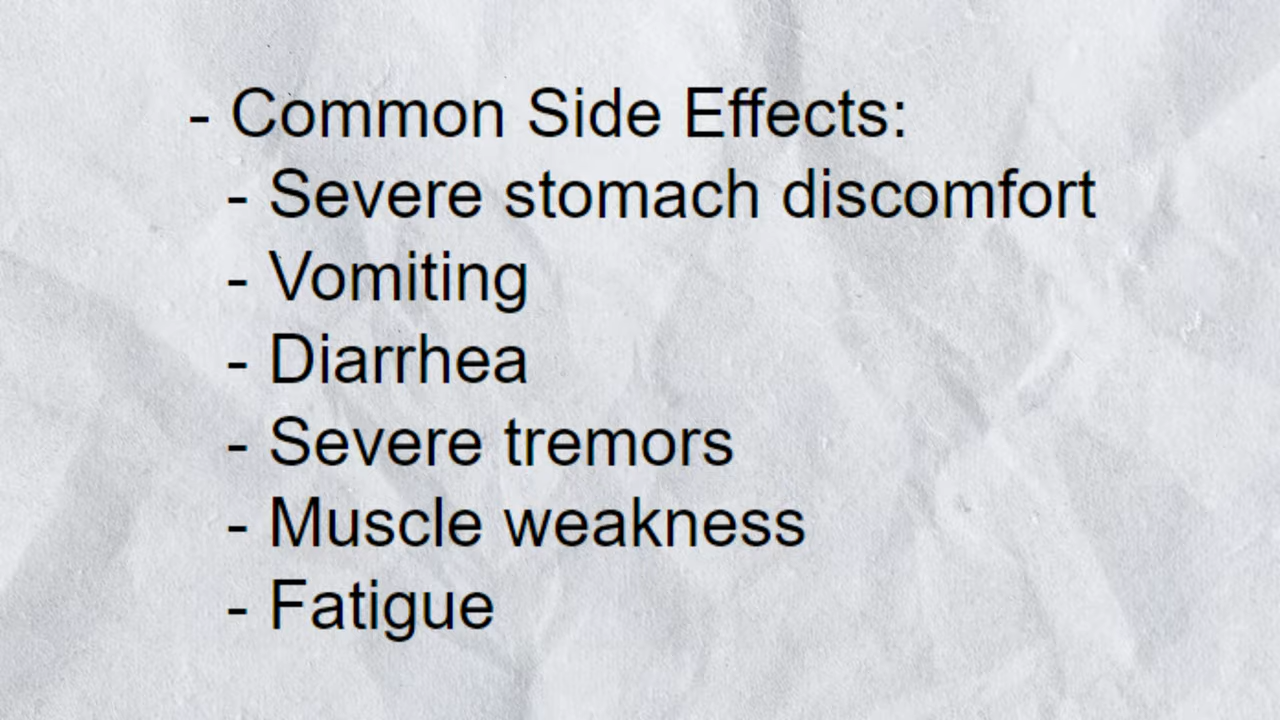 - Common Side Effects:
- Severe stomach discomfort
- Vomiting
- Diarrhea
- Severe tremors
- Muscle weakness
- Fatigue